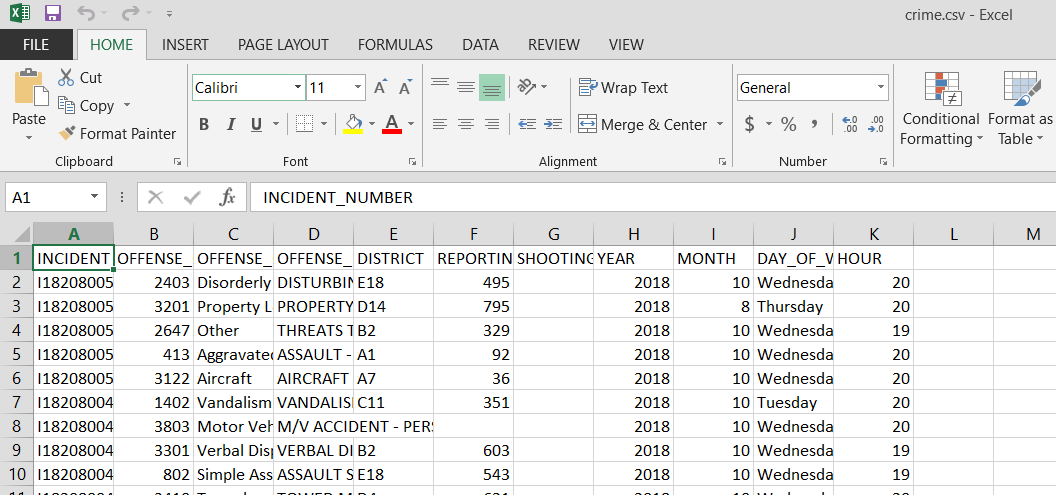 crime.csv - Excel
FILE HOME INSERT PAGE LAYOUT FORMULAS DATA REVIEW VIEW
Paste Cut Copy Format Painter Clipboard
Calibri 11 B I U A A A Font
Wrap Text Merge & Center Alignment
General $ % , .00 .00 Number
Conditional Formatting Format as Table
A1 fx INCIDENT_NUMBER
A B C D E F G H I J K L M
1 INCIDENT OFFENSE_ OFFENSE_ OFFENSE_ DISTRICT REPORTIN SHOOTING YEAR MONTH DAY_OF_W HOUR
2 I18208005 2403 Disorderly DISTURBIN E18 495 2018 10 Wednesda 20
3 I18208005 3201 Property L PROPERTY D14 795 2018 8 Thursday 20
4 I18208005 2647 Other THREATS T B2 329 2018 10 Wednesda 19
5 I18208005 413 Aggravated ASSAULT - A1 92 2018 10 Wednesda 20
6 I18208005 3122 Aircraft AIRCRAFT A7 36 2018 10 Wednesda 20
7 I18208004 1402 Vandalism VANDALIS C11 351 2018 10 Tuesday 20
8 I18208004 3803 Motor Veh M/V ACCIDENT - PERS 2018 10 Wednesda 20
9 I18208004 3301 Verbal Disp VERBAL DI B2 603 2018 10 Wednesda 19
10 I18208004 802 Simple Ass ASSAULT S E18 543 2018 10 Wednesda 19